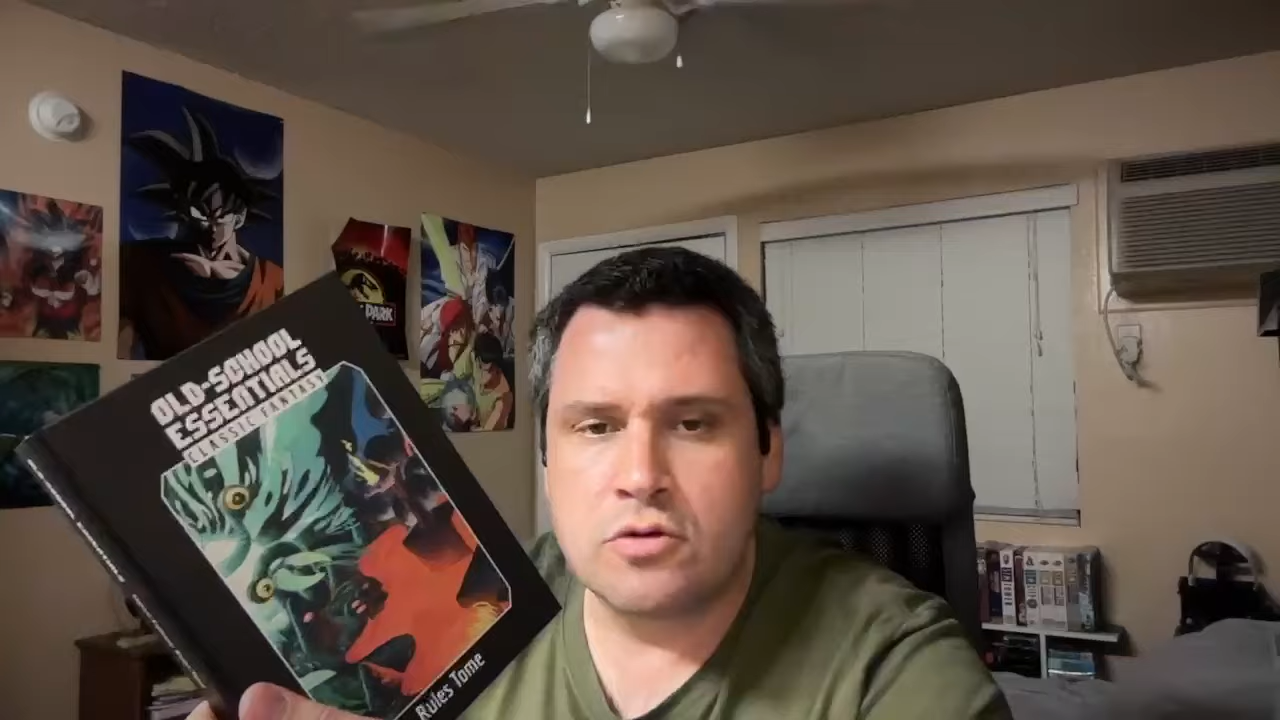 OLD-SCHOOL
ESSENTIALS
CLASSIC FANTASY
Rules Tome
PARK